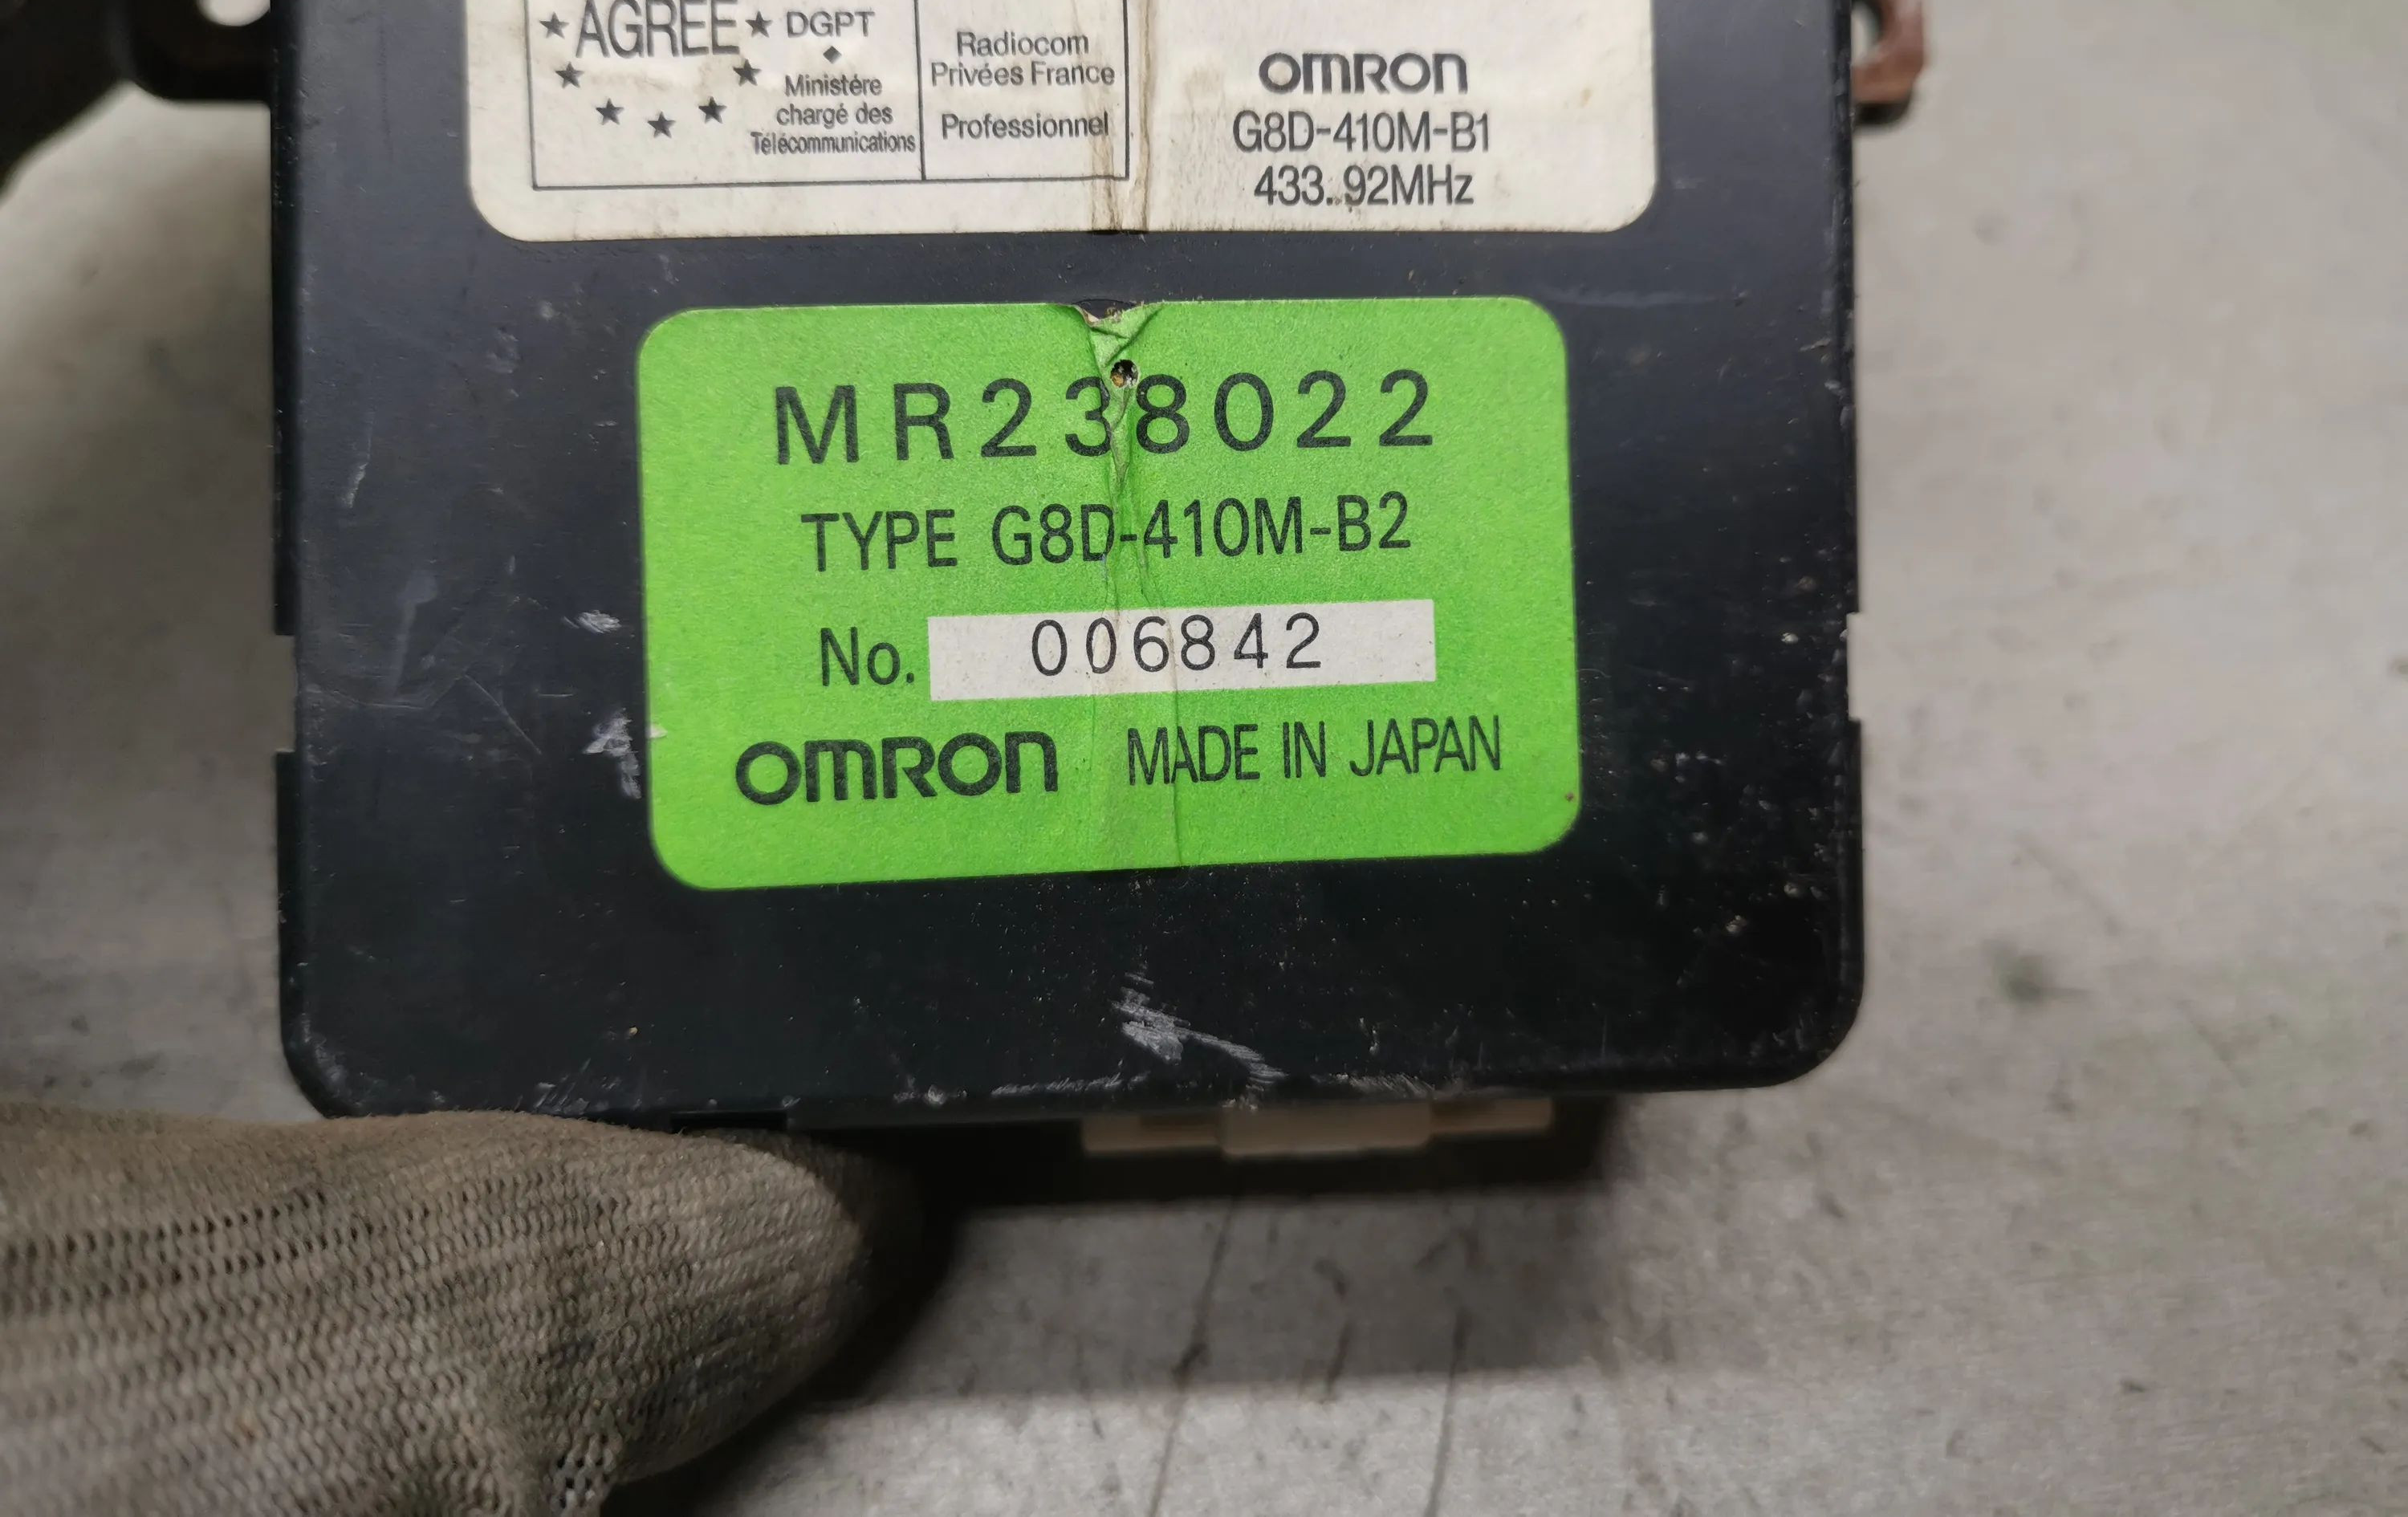 AGREE
DGPT
Ministére
chargé des
Télécommunications
Radiocom
Privées France
Professionnel
OMRON
G8D-410M-B1
433..92MHz
MR238022
TYPE G8D-410M-B2
No. 006842
OMRON MADE IN JAPAN